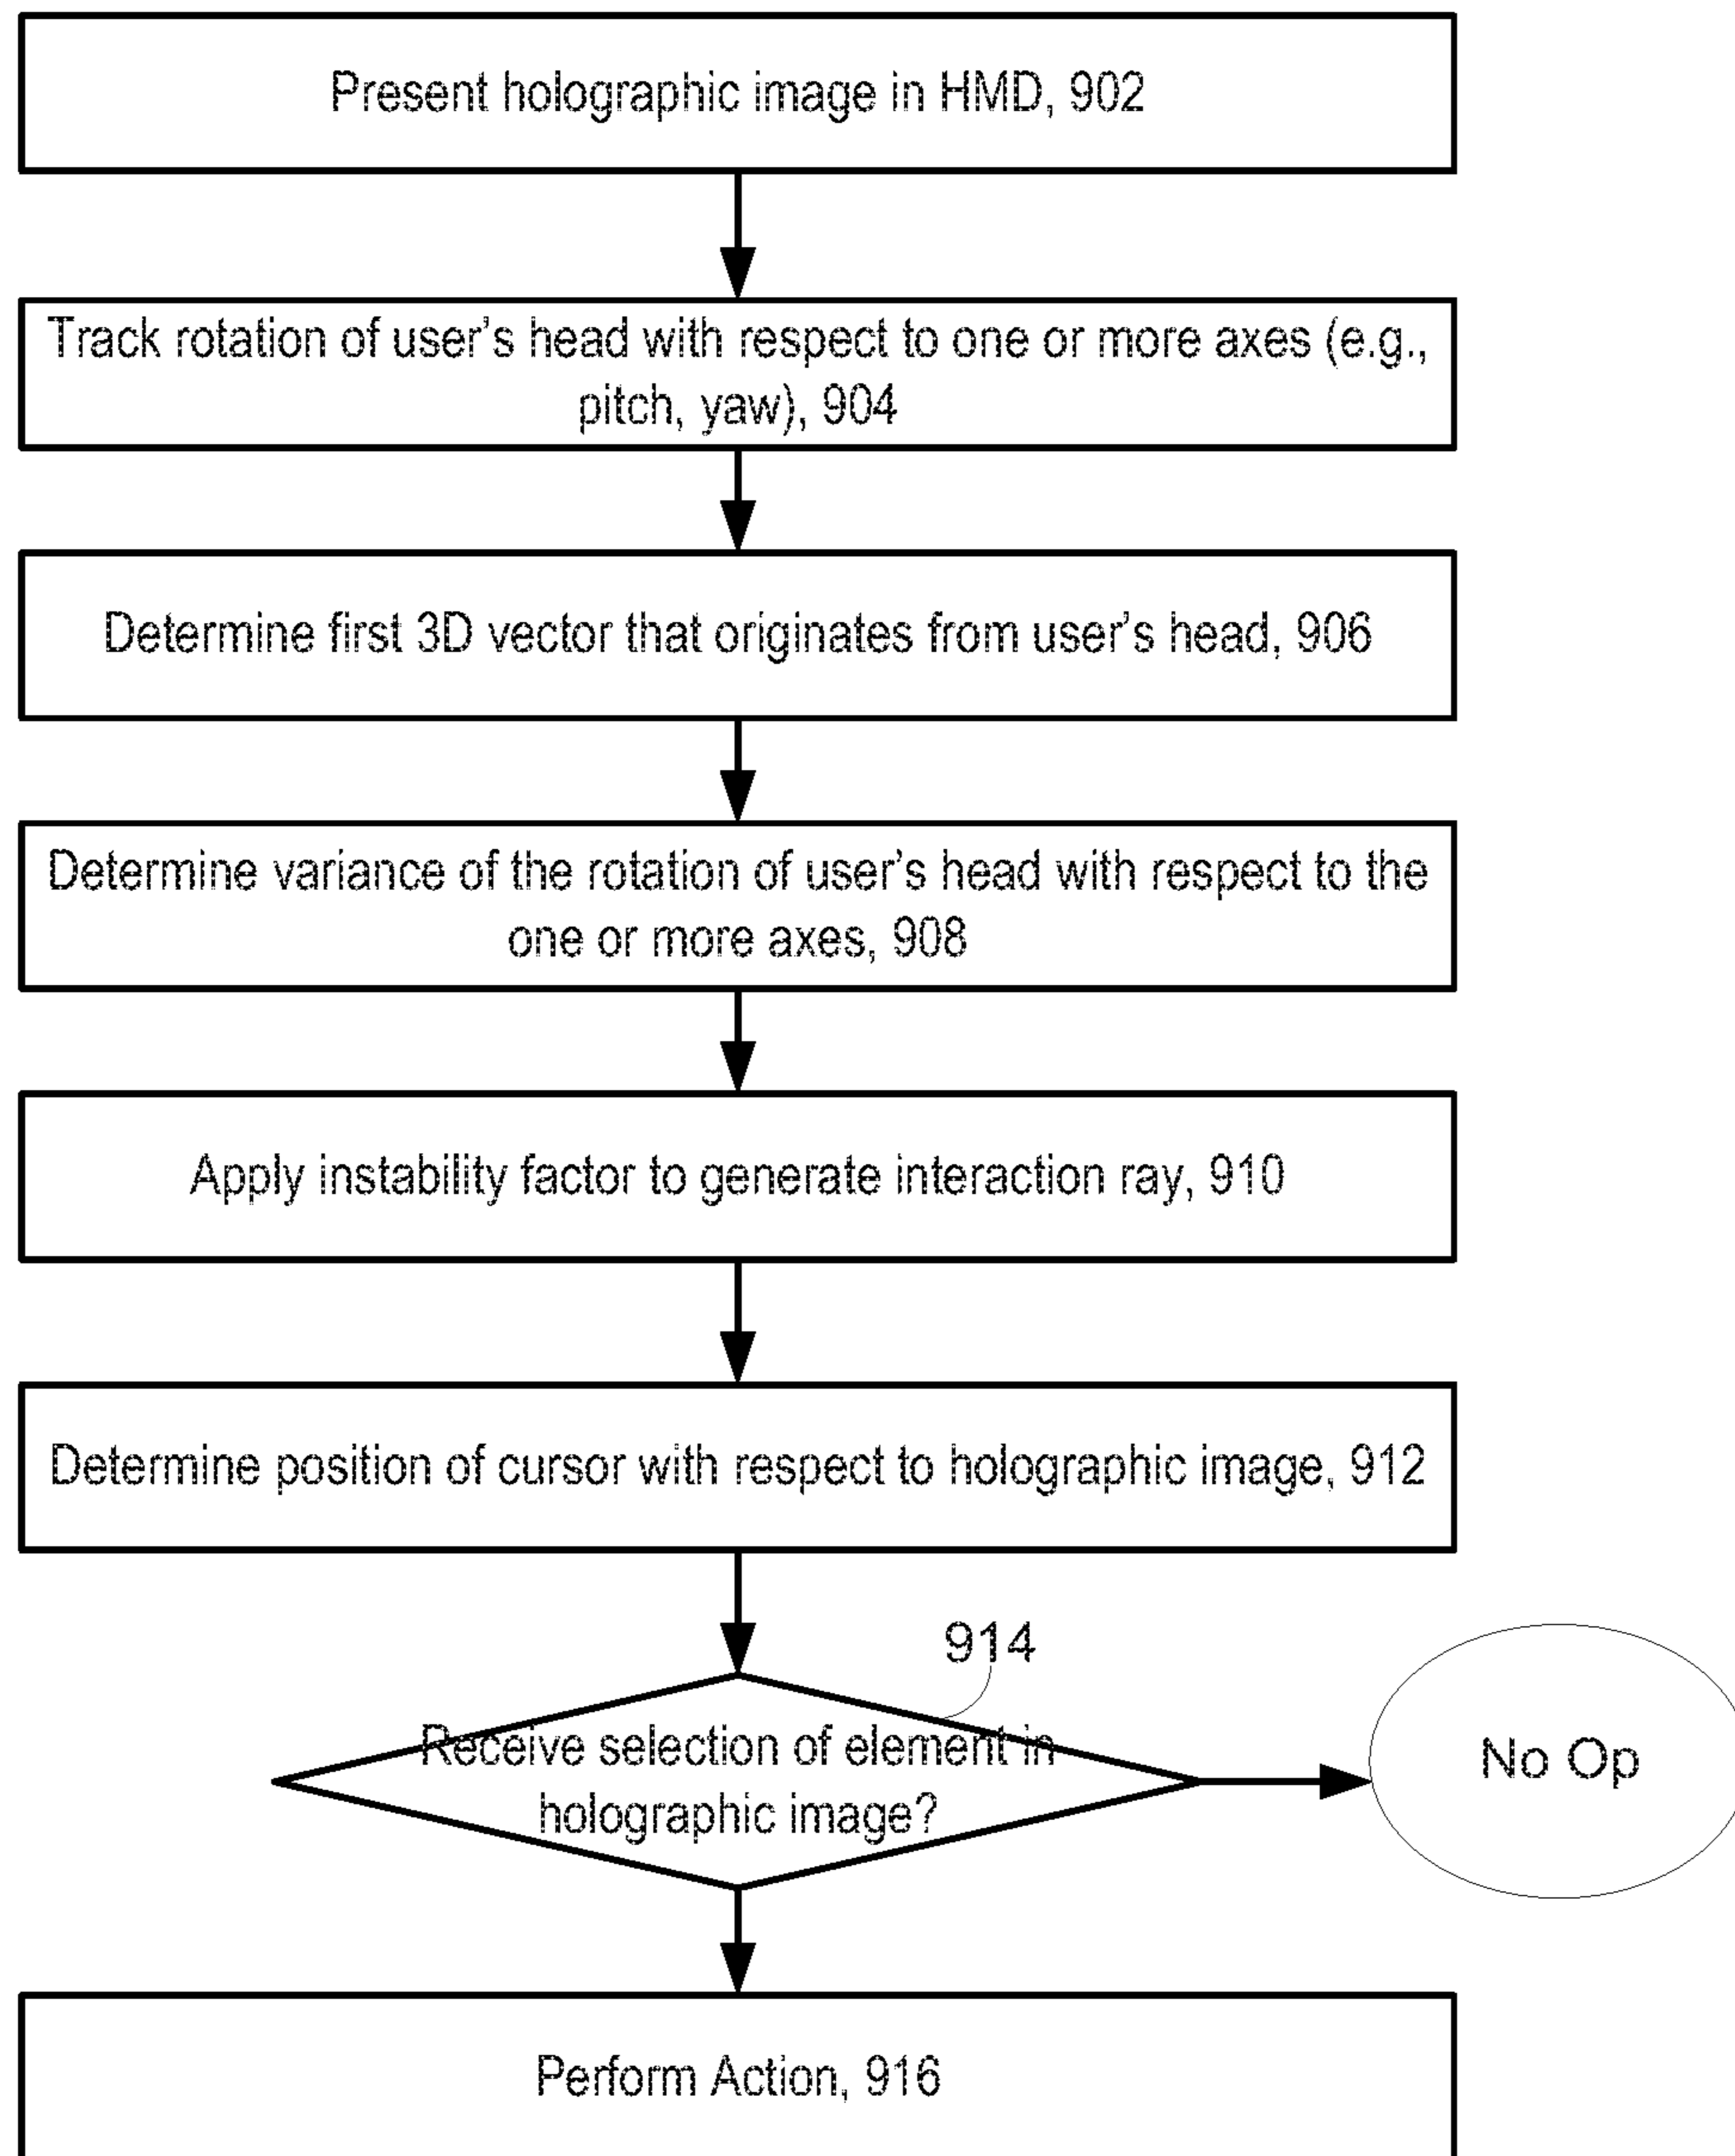 Present holographic image in HMD, 902
Track rotation of user's head with respect to one or more axes (e.g.,
pitch, yaw), 904
Determine first 3D vector that originates from user's head, 906
Determine variance of the rotation of user's head with respect to the
one or more axes, 908
Apply instability factor to generate interaction ray, 910
Determine position of cursor with respect to holographic image, 912
914
Receive selection of element in
holographic image?
No Op
Perform Action, 916